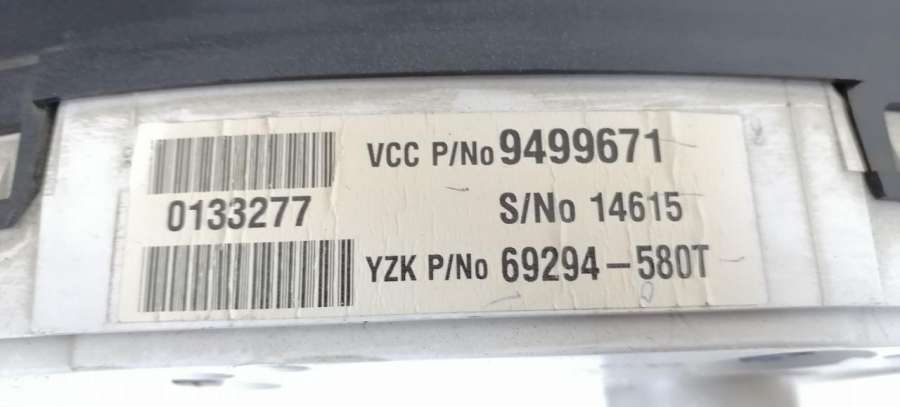 VCC P/No 9499671
0133277
S/No 14615
YZK P/No 69294-580T